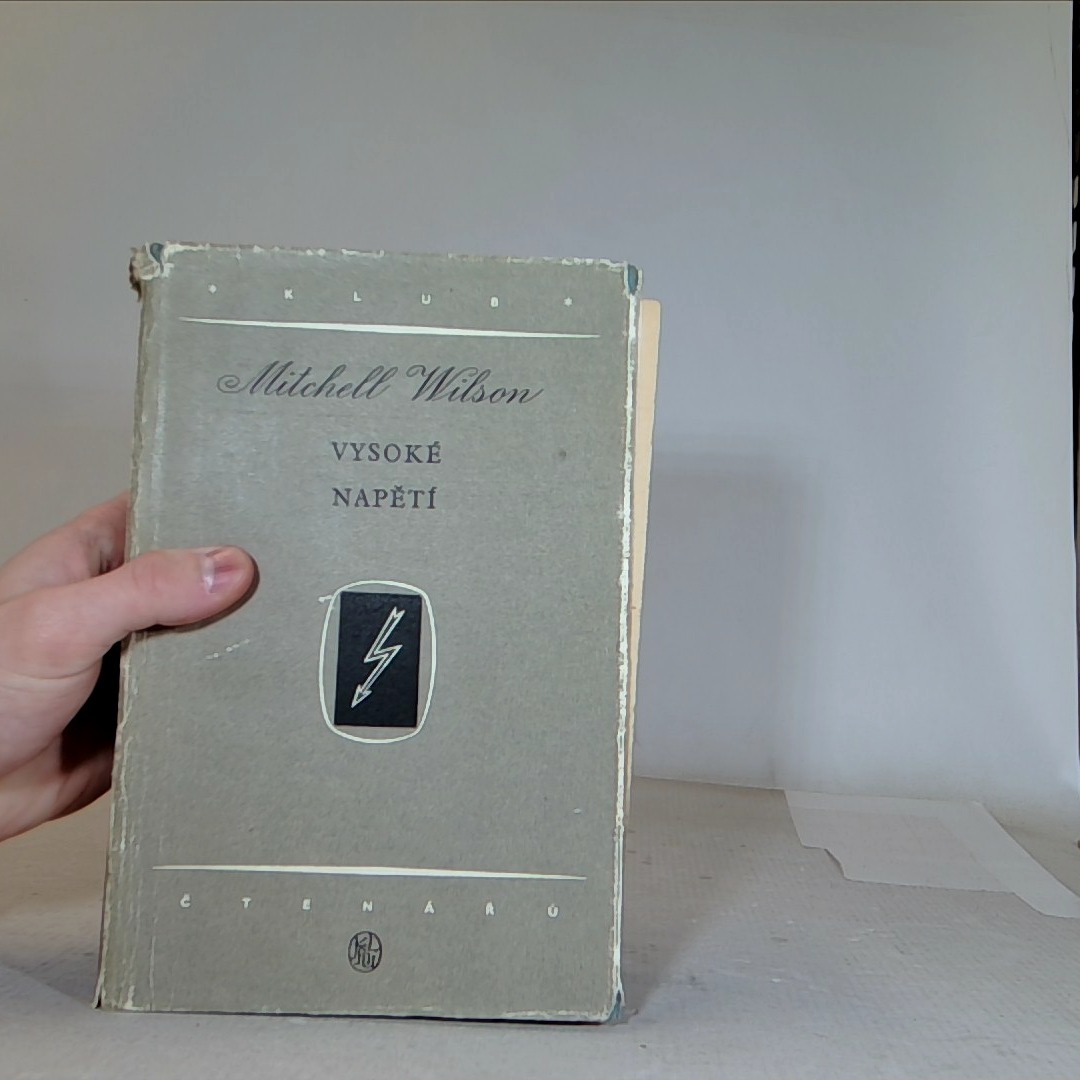 * K L U B *
Mitchell Wilson
VYSOKÉ
NAPĚTÍ
Č T E N Á Ř Ů